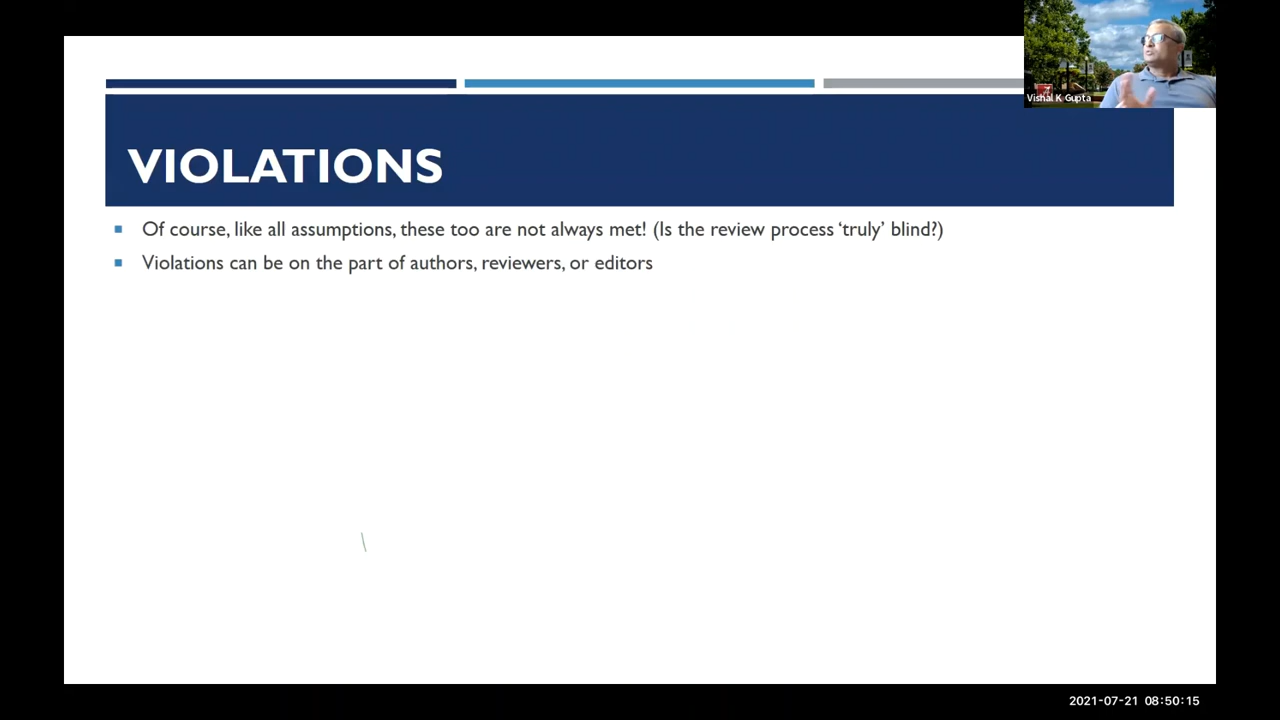 Vishal K Gupta
VIOLATIONS
Of course, like all assumptions, these too are not always met! (Is the review process ‘truly’ blind?)
Violations can be on the part of authors, reviewers, or editors
2021-07-21 08:50:15